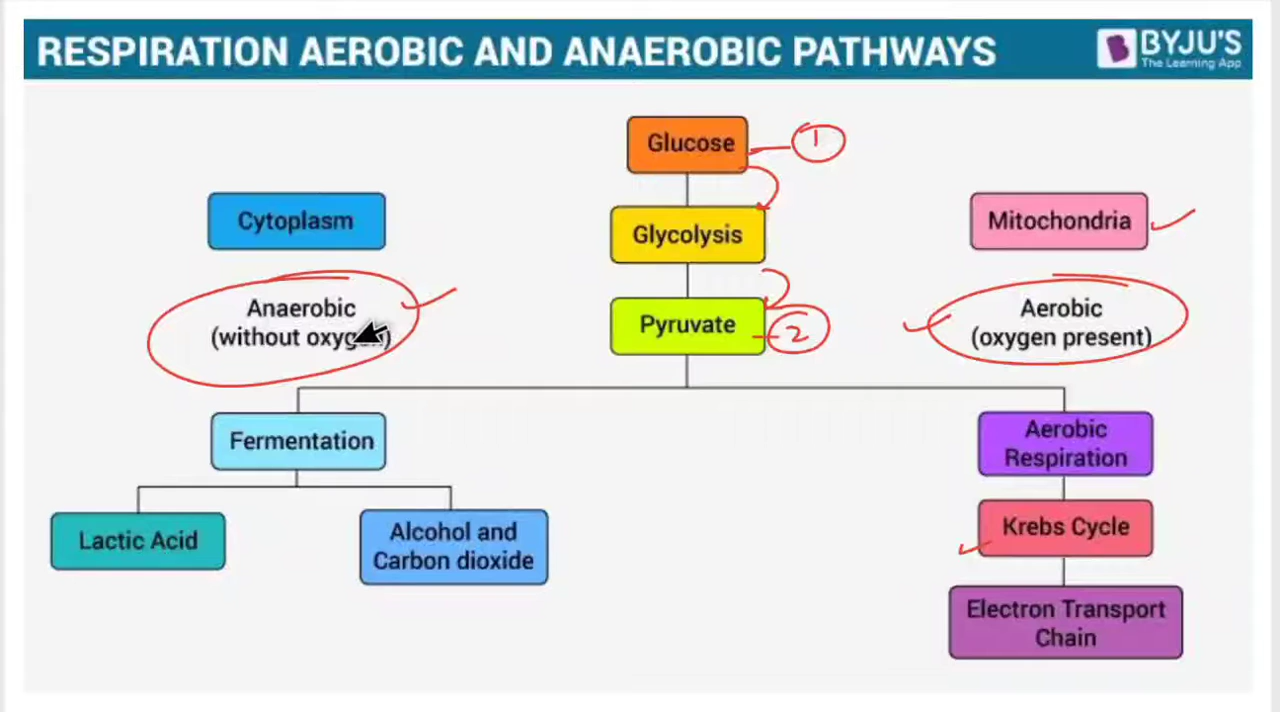 RESPIRATION AEROBIC AND ANAEROBIC PATHWAYS
BYJU'S
The Learning App
Glucose
1
Cytoplasm
Glycolysis
Mitochondria
Anaerobic
(without oxygen)
Pyruvate
2
Aerobic
(oxygen present)
Fermentation
Aerobic
Respiration
Lactic Acid
Alcohol and
Carbon dioxide
Krebs Cycle
Electron Transport
Chain